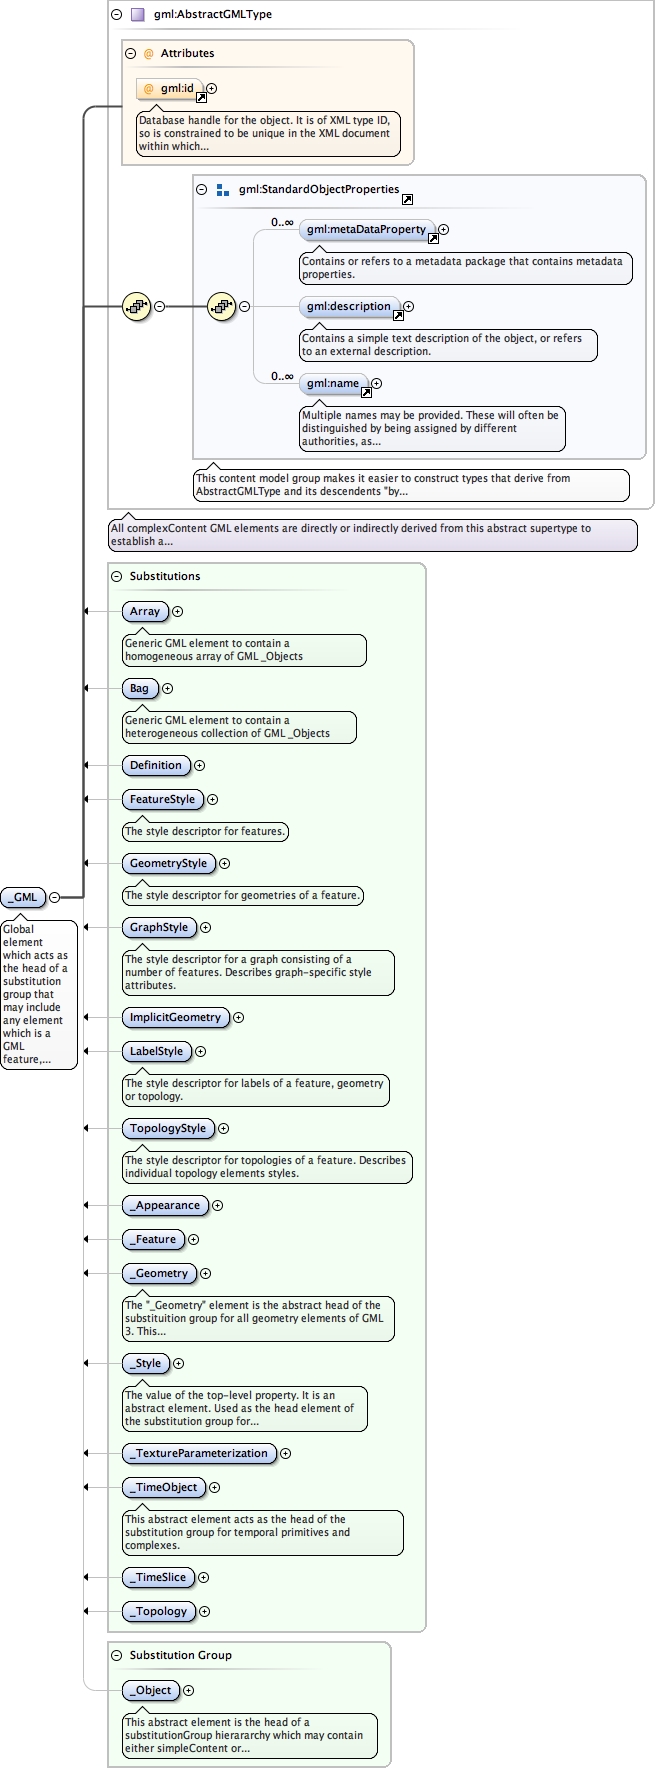 gml:AbstractGMLType
@ Attributes
@ gml:id
Database handle for the object. It is of XML type ID,
so is constrained to be unique in the XML document
within which...
gml:StandardObjectProperties
0..∞
gml:metaDataProperty
Contains or refers to a metadata package that contains metadata
properties.
gml:description
Contains a simple text description of the object, or refers
to an external description.
0..∞
gml:name
Multiple names may be provided. These will often be
distinguished by being assigned by different
authorities, as...
This content model group makes it easier to construct types that derive from
AbstractGMLType and its descendents "by...
All complexContent GML elements are directly or indirectly derived from this abstract supertype to
establish a...
Substitutions
Array
Generic GML element to contain a
homogeneous array of GML _Objects
Bag
Generic GML element to contain a
heterogeneous collection of GML _Objects
Definition
FeatureStyle
The style descriptor for features.
GeometryStyle
The style descriptor for geometries of a feature.
_GML
Global
element
which acts as
the head of a
substitution
group that
may include
any element
which is a
GML
feature,...
GraphStyle
The style descriptor for a graph consisting of a
number of features. Describes graph-specific style
attributes.
ImplicitGeometry
LabelStyle
The style descriptor for labels of a feature, geometry
or topology.
TopologyStyle
The style descriptor for topologies of a feature. Describes
individual topology elements styles.
_Appearance
_Feature
_Geometry
The "_Geometry" element is the abstract head of the
substituition group for all geometry elements of GML
3. This...
_Style
The value of the top-level property. It is an
abstract element. Used as the head element of
the substitution group for...
_TextureParameterization
_TimeObject
This abstract element acts as the head of the
substitution group for temporal primitives and
complexes.
_TimeSlice
_Topology
Substitution Group
_Object
This abstract element is the head of a
substitutionGroup hierararchy which may contain
either simpleContent or...